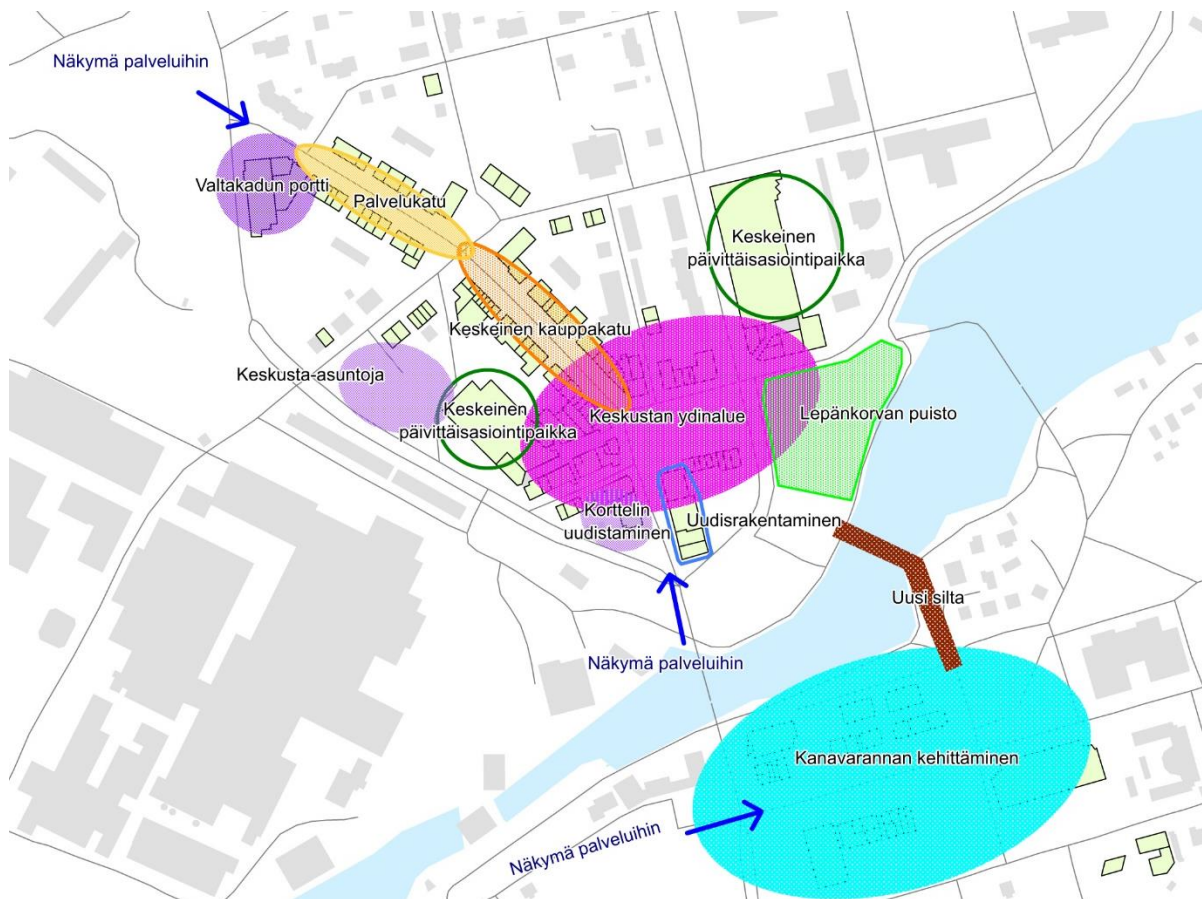 Näkymä palveluihin
Valtakadun portti
Palvelukatu
Keskeinen
päivittäisasiointipaikka
Keskeinen kauppakatu
Keskusta-asuntoja
Keskeinen
päivittäisasiointipaikka
Keskustan ydinalue
Lepänkorvan puisto
Korttelin
uudistaminen
Uudisrakentaminen
Uusi silta
Näkymä palveluihin
Kanavarannan kehittäminen
Näkymä palveluihin